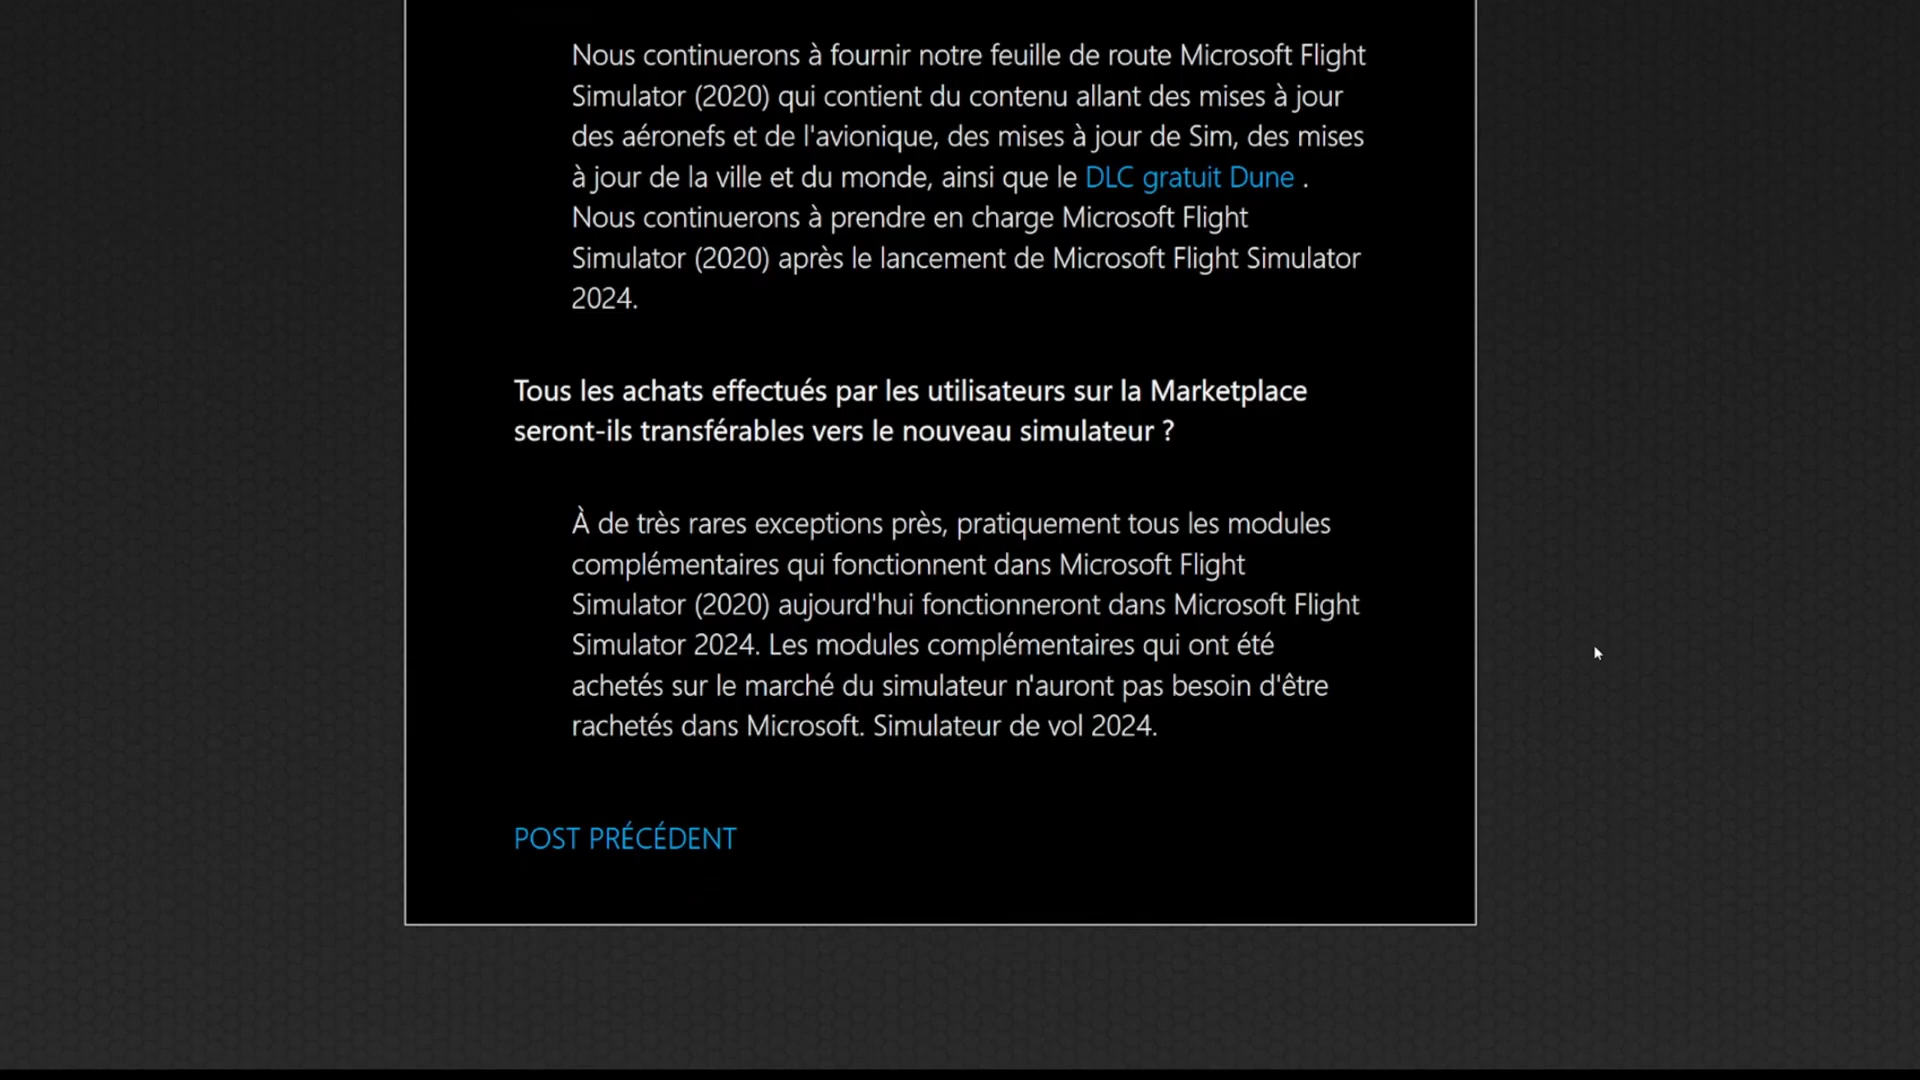 Nous continuerons à fournir notre feuille de route Microsoft Flight
Simulator (2020) qui contient du contenu allant des mises à jour
des aéronefs et de l'avionique, des mises à jour de Sim, des mises
à jour de la ville et du monde, ainsi que le DLC gratuit Dune .
Nous continuerons à prendre en charge Microsoft Flight
Simulator (2020) après le lancement de Microsoft Flight Simulator
2024.
Tous les achats effectués par les utilisateurs sur la Marketplace
seront-ils transférables vers le nouveau simulateur ?
À de très rares exceptions près, pratiquement tous les modules
complémentaires qui fonctionnent dans Microsoft Flight
Simulator (2020) aujourd'hui fonctionneront dans Microsoft Flight
Simulator 2024. Les modules complémentaires qui ont été
achetés sur le marché du simulateur n'auront pas besoin d'être
rachetés dans Microsoft. Simulateur de vol 2024.
POST PRÉCÉDENT